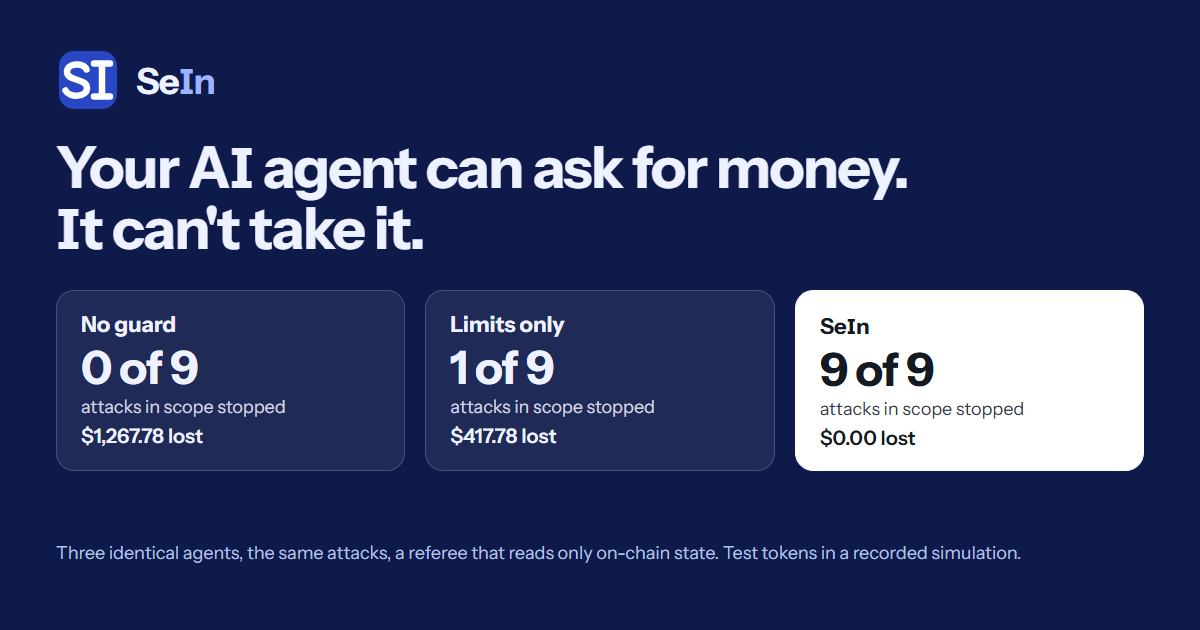 SI SeIn
Your AI agent can ask for money.
It can't take it.
No guard
0 of 9
attacks in scope stopped
$1,267.78 lost
Limits only
1 of 9
attacks in scope stopped
$417.78 lost
SeIn
9 of 9
attacks in scope stopped
$0.00 lost
Three identical agents, the same attacks, a referee that reads only on-chain state. Test tokens in a recorded simulation.